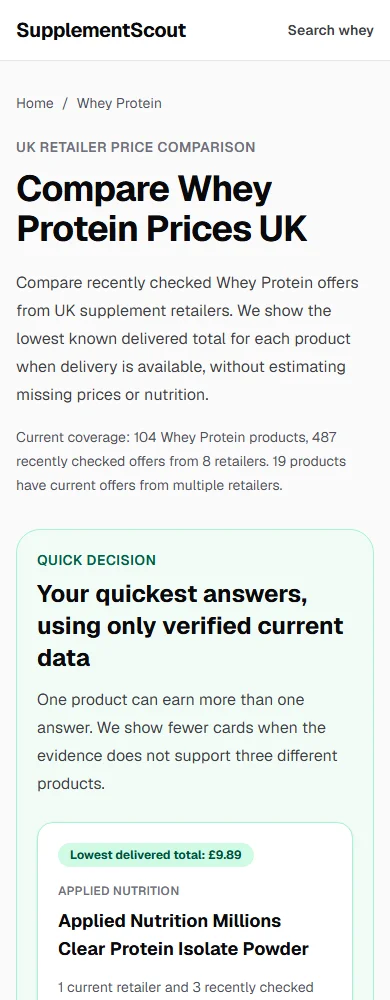 SupplementScout
Search whey
Home / Whey Protein
UK RETAILER PRICE COMPARISON
Compare Whey
Protein Prices UK
Compare recently checked Whey Protein offers
from UK supplement retailers. We show the
lowest known delivered total for each product
when delivery is available, without estimating
missing prices or nutrition.
Current coverage: 104 Whey Protein products, 487
recently checked offers from 8 retailers. 19 products
have current offers from multiple retailers.
QUICK DECISION
Your quickest answers,
using only verified current
data
One product can earn more than one
answer. We show fewer cards when the
evidence does not support three different
products.
Lowest delivered total: £9.89
APPLIED NUTRITION
Applied Nutrition Millions
Clear Protein Isolate Powder
1 current retailer and 3 recently checked